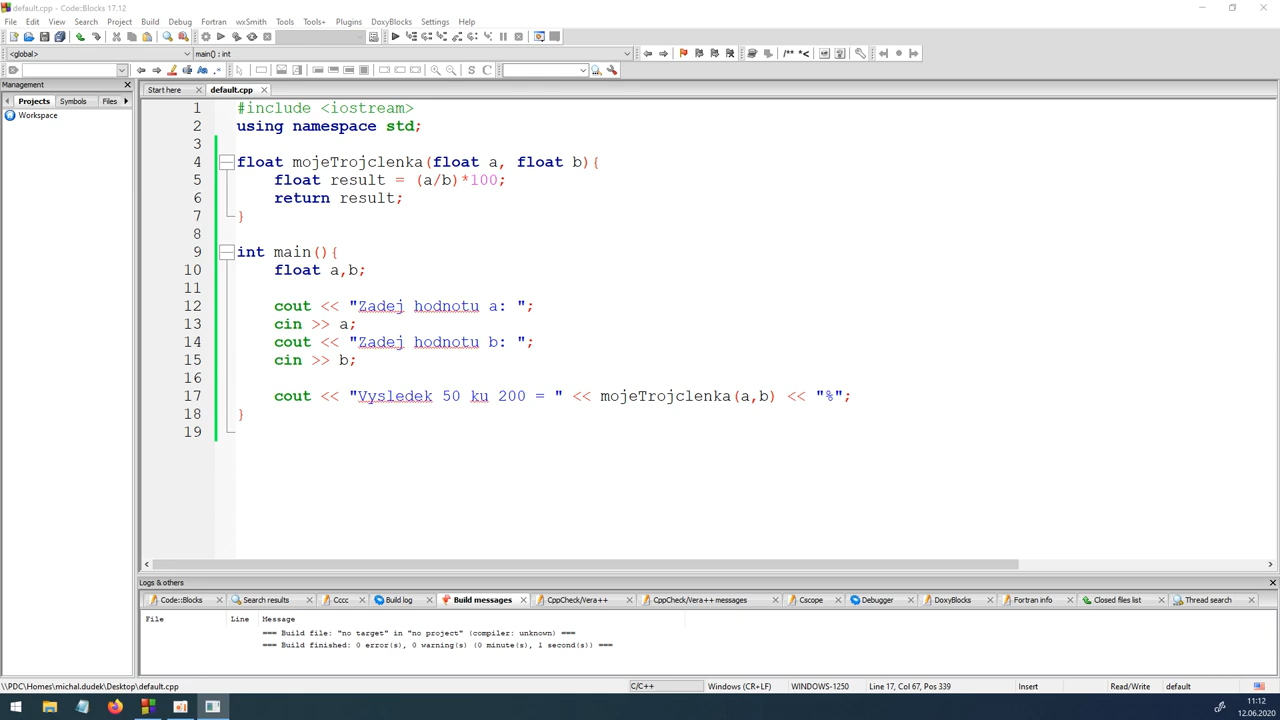 default.cpp - Code::Blocks 17.12
File Edit View Search Project Build Debug Fortran wxSmith Tools Tools+ Plugins DoxyBlocks Settings Help
<global> main() : int
/** *<
S C
Management
Projects Symbols Files
Workspace
Start here default.cpp
1 #include <iostream>
2 using namespace std;
3
4 float mojeTrojclenka(float a, float b){
5 float result = (a/b)*100;
6 return result;
7 }
8
9 int main(){
10 float a,b;
11
12 cout << "Zadej hodnotu a: ";
13 cin >> a;
14 cout << "Zadej hodnotu b: ";
15 cin >> b;
16
17 cout << "Vysledek 50 ku 200 = " << mojeTrojclenka(a,b) << "%";
18 }
19
Logs & others
Code::Blocks Search results Cccc Build log Build messages CppCheck/Vera++ CppCheck/Vera++ messages Cscope Debugger DoxyBlocks Fortran info Closed files list Thread search
File Line Message
=== Build file: "no target" in "no project" (compiler: unknown) ===
=== Build finished: 0 error(s), 0 warning(s) (0 minute(s), 1 second(s)) ===
\\PDC\Homes\michal.dudek\Desktop\default.cpp C/C++ Windows (CR+LF) WINDOWS-1250 Line 17, Col 67, Pos 339 Insert Read/Write default
11:12
12.06.2020